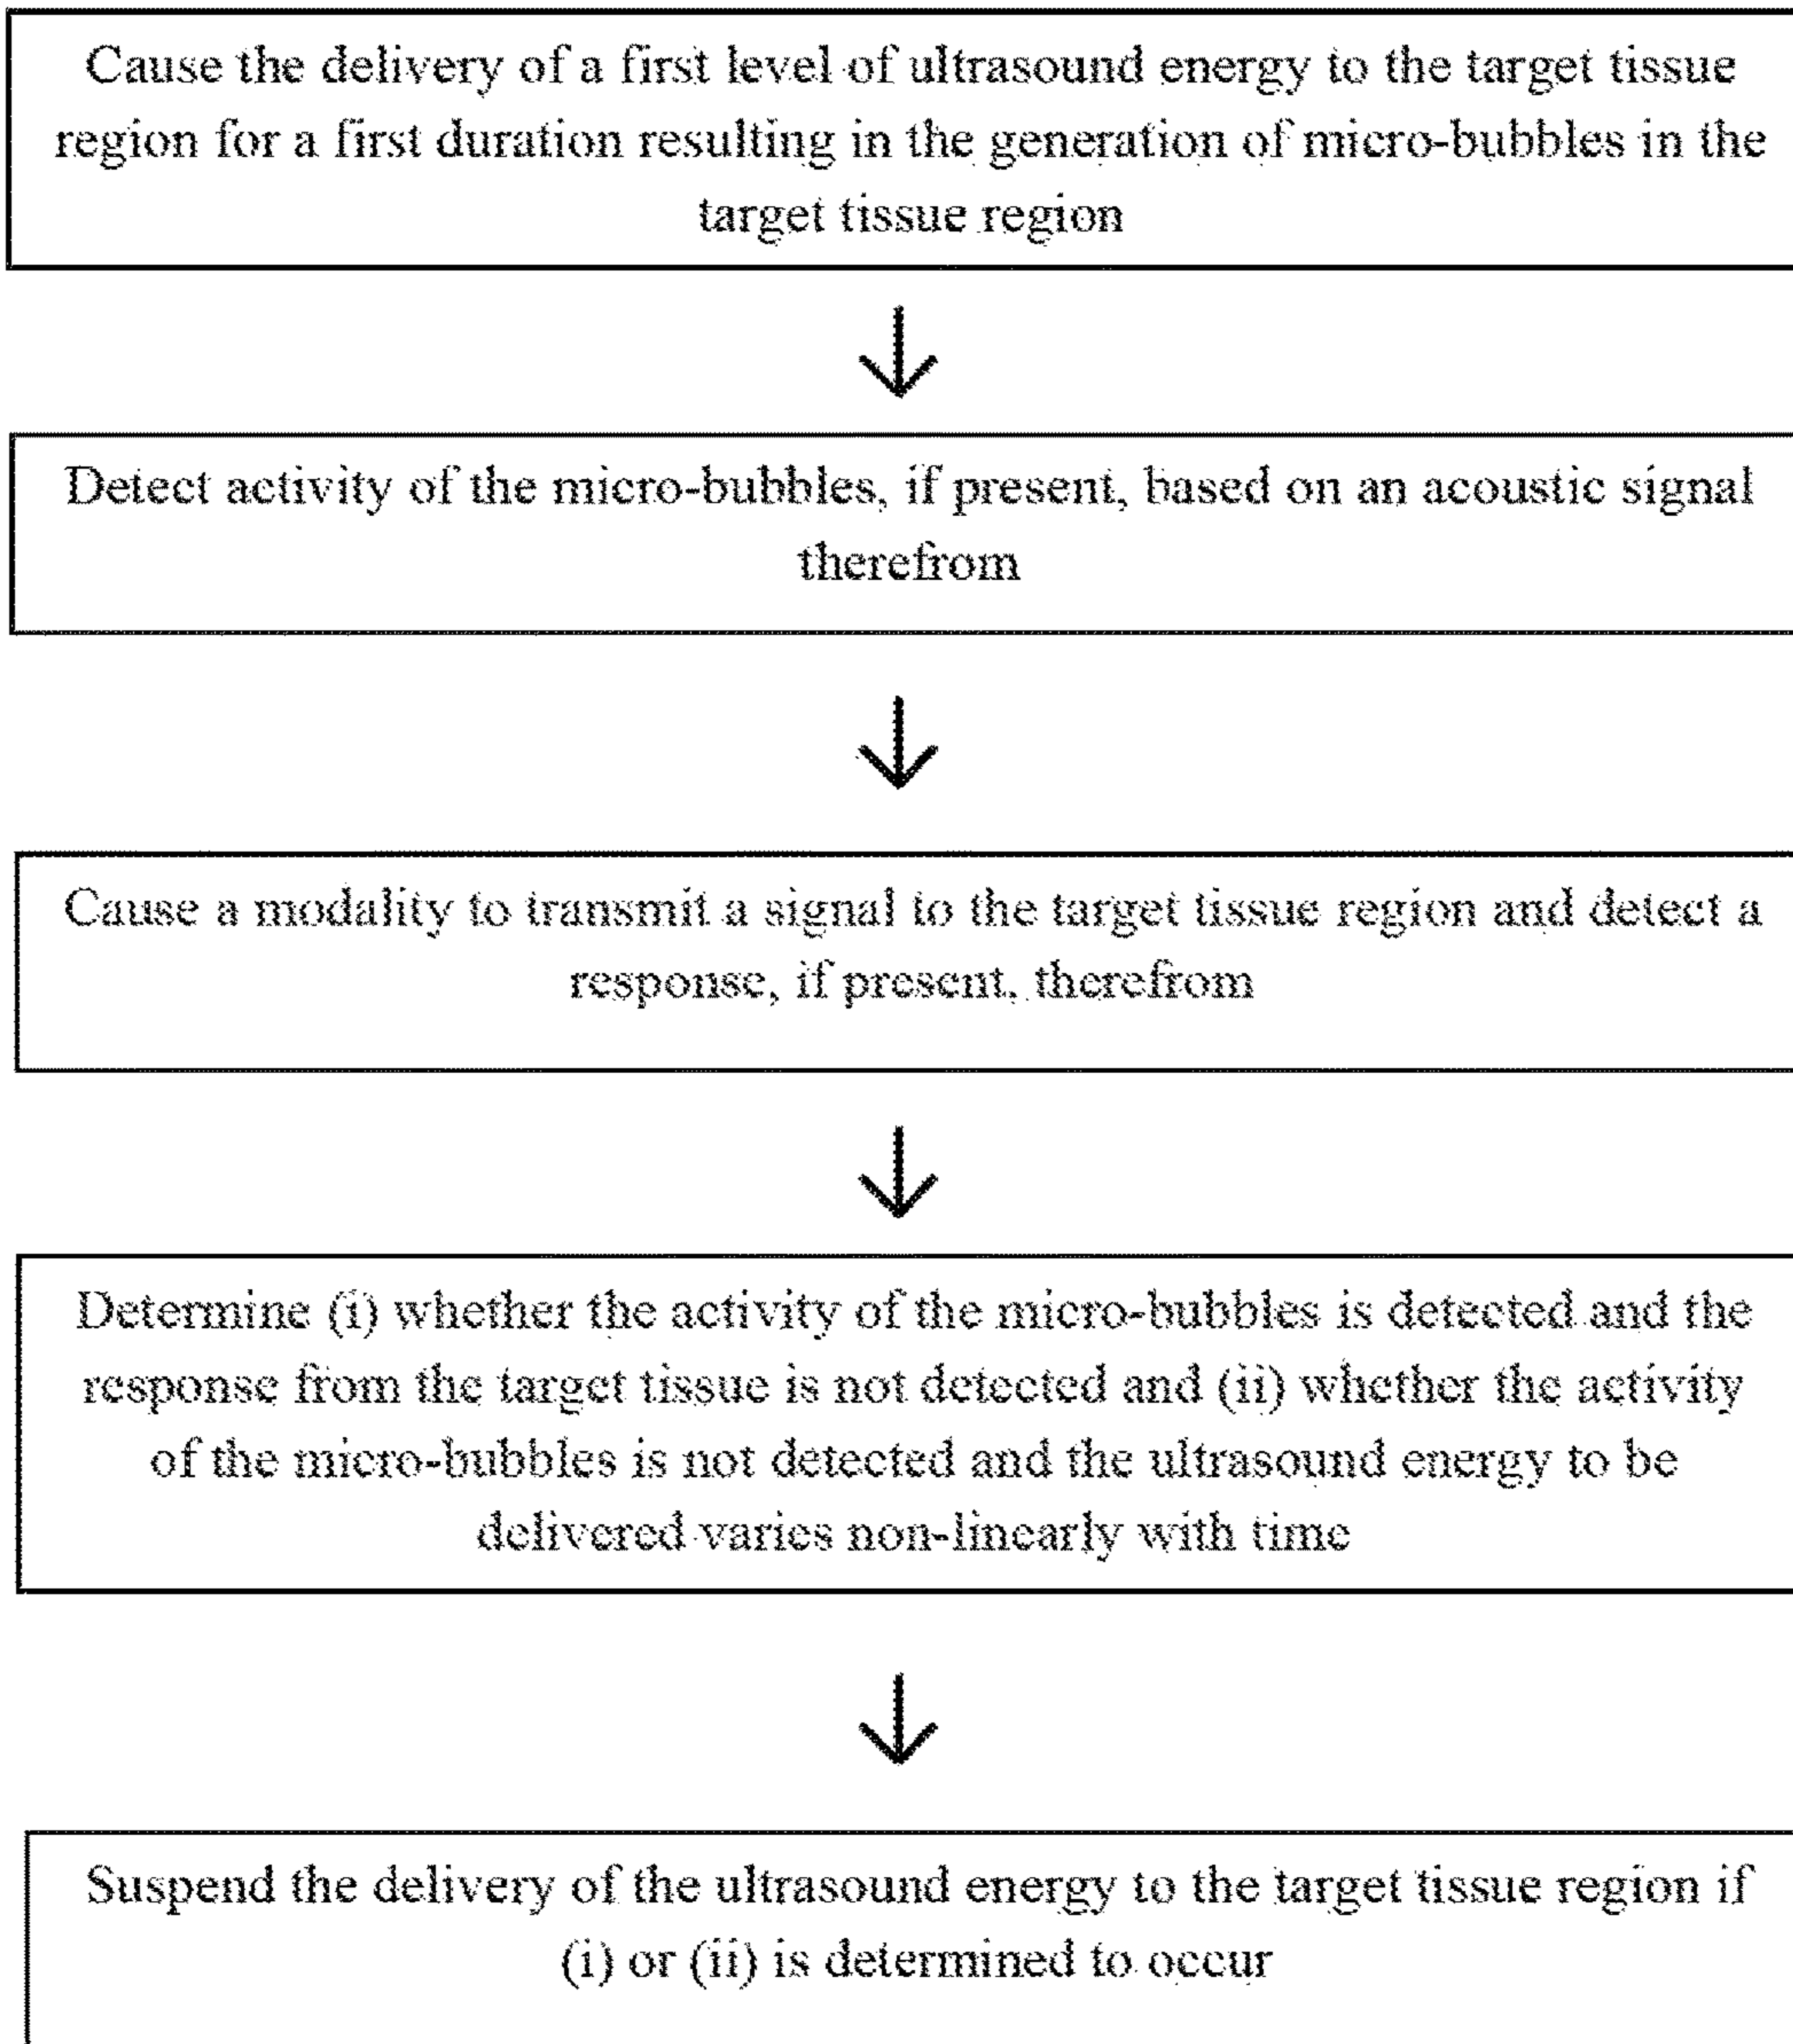 Cause the delivery of a first level of ultrasound energy to the target tissue
region for a first duration resulting in the generation of micro-bubbles in the
target tissue region
Detect activity of the micro-bubbles, if present, based on an acoustic signal
therefrom
Cause a modality to transmit a signal to the target tissue region and detect a
response, if present, therefrom
Determine (i) whether the activity of the micro-bubbles is detected and the
response from the target tissue is not detected and (ii) whether the activity
of the micro-bubbles is not detected and the ultrasound energy to be
delivered varies non-linearly with time
Suspend the delivery of the ultrasound energy to the target tissue region if
(i) or (ii) is determined to occur